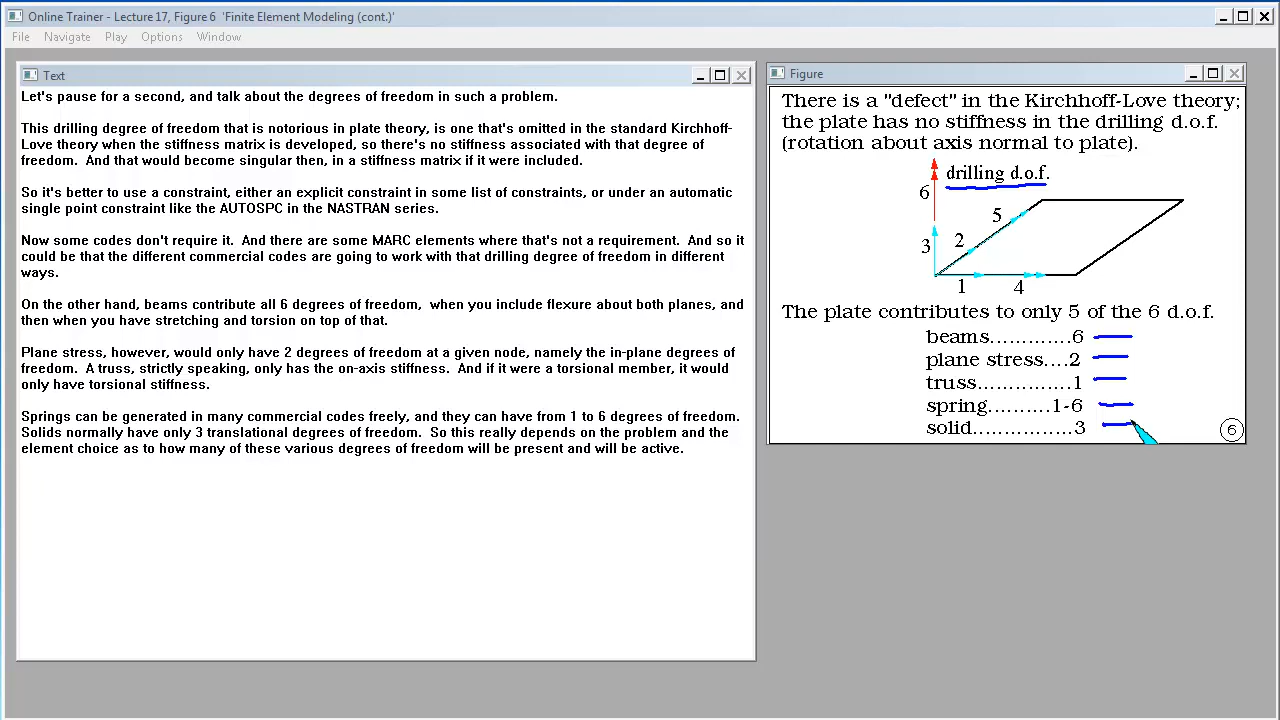 Online Trainer - Lecture 17, Figure 6  'Finite Element Modeling (cont.)'
File Navigate Play Options Window
Text
Let's pause for a second, and talk about the degrees of freedom in such a problem.
This drilling degree of freedom that is notorious in plate theory, is one that's omitted in the standard Kirchhoff-
Love theory when the stiffness matrix is developed, so there's no stiffness associated with that degree of
freedom.  And that would become singular then, in a stiffness matrix if it were included.
So it's better to use a constraint, either an explicit constraint in some list of constraints, or under an automatic
single point constraint like the AUTOSPC in the NASTRAN series.
Now some codes don't require it.  And there are some MARC elements where that's not a requirement.  And so it
could be that the different commercial codes are going to work with that drilling degree of freedom in different
ways.
On the other hand, beams contribute all 6 degrees of freedom,  when you include flexure about both planes, and
then when you have stretching and torsion on top of that.
Plane stress, however, would only have 2 degrees of freedom at a given node, namely the in-plane degrees of
freedom.  A truss, strictly speaking, only has the on-axis stiffness.  And if it were a torsional member, it would
only have torsional stiffness.
Springs can be generated in many commercial codes freely, and they can have from 1 to 6 degrees of freedom.
Solids normally have only 3 translational degrees of freedom.  So this really depends on the problem and the
element choice as to how many of these various degrees of freedom will be present and will be active.
Figure
There is a "defect" in the Kirchhoff-Love theory;
the plate has no stiffness in the drilling d.o.f.
(rotation about axis normal to plate).
drilling d.o.f.
6
5
3 2
1 4
The plate contributes to only 5 of the 6 d.o.f.
beams............6
plane stress....2
truss..............1
spring.........1-6
solid...............3
6